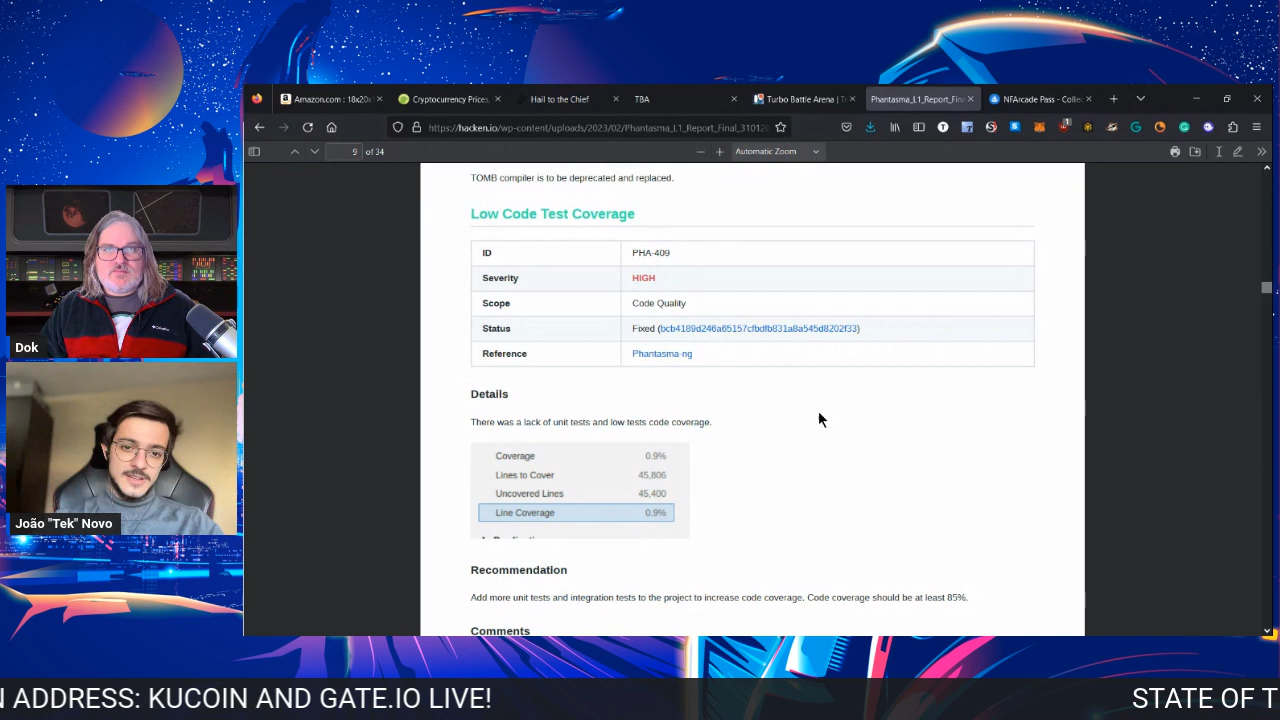 Amazon.com : 18x20x
Cryptocurrency Prices,
Hail to the Chief
TBA
Turbo Battle Arena | T
Phantasma_L1_Report_Fina
NFArcade Pass - Collec
https://hacken.io/wp-content/uploads/2023/02/Phantasma_L1_Report_Final_310120
9 of 34
Automatic Zoom
TOMB compiler is to be deprecated and replaced.
Low Code Test Coverage
ID PHA-409
Severity HIGH
Scope Code Quality
Status Fixed (bcb4189d246a65157cfbdfb831a8a545d8202f33)
Reference Phantasma-ng
Details
There was a lack of unit tests and low tests code coverage.
Coverage 0.9%
Lines to Cover 45,806
Uncovered Lines 45,400
Line Coverage 0.9%
Recommendation
Add more unit tests and integration tests to the project to increase code coverage. Code coverage should be at least 85%.
Comments
Dok
Columbia
João "Tek" Novo
N ADDRESS: KUCOIN AND GATE.IO LIVE!
STATE OF T